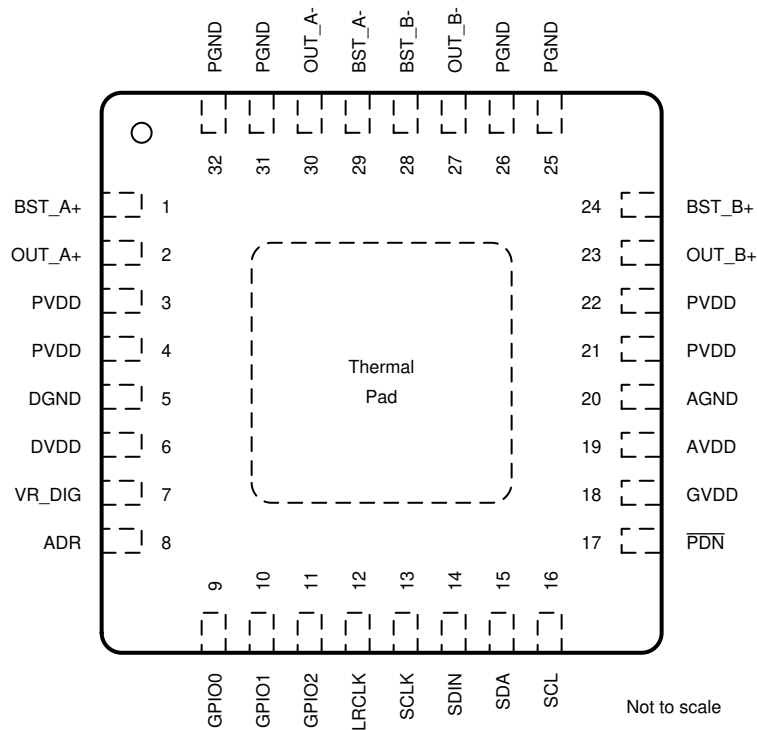 PGND
PGND
OUT_A-
BST_A-
BST_B-
OUT_B-
PGND
PGND
32
31
30
29
28
27
26
25
BST_A+ 1
OUT_A+ 2
PVDD 3
PVDD 4
DGND 5
DVDD 6
VR_DIG 7
ADR 8
Thermal
Pad
24 BST_B+
23 OUT_B+
22 PVDD
21 PVDD
20 AGND
19 AVDD
18 GVDD
17 PDN
9
10
11
12
13
14
15
16
GPIO0
GPIO1
GPIO2
LRCLK
SCLK
SDIN
SDA
SCL
Not to scale